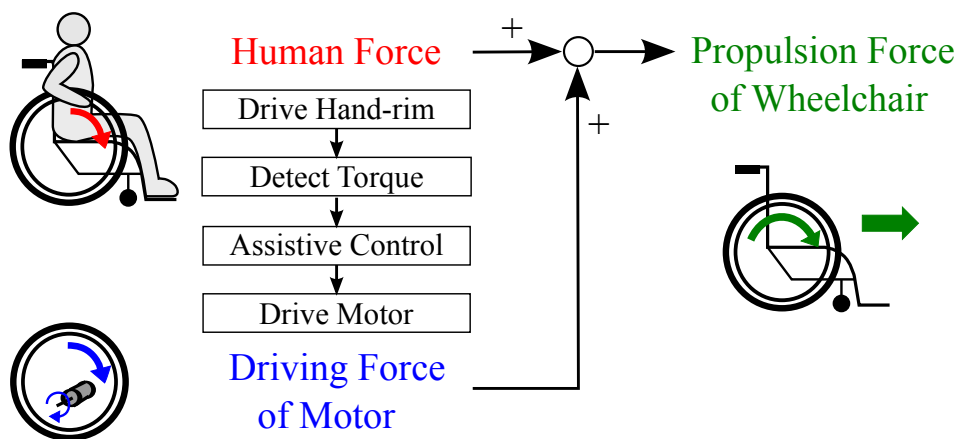 Human Force
+
Propulsion Force
of Wheelchair
Drive Hand-rim
+
Detect Torque
Assistive Control
Drive Motor
Driving Force
of Motor